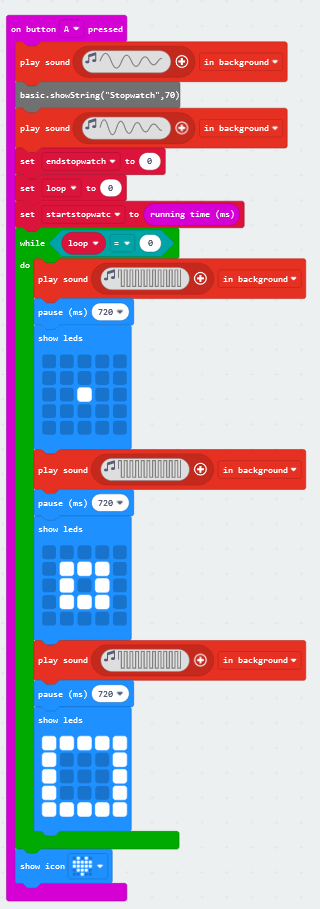 on button A pressed
play sound in background
basic.showString("Stopwatch",70)
play sound in background
set endstopwatch to 0
set loop to 0
set startstopwatc to running time (ms)
while loop = 0
do
play sound in background
pause (ms) 720
show leds
play sound in background
pause (ms) 720
show leds
play sound in background
pause (ms) 720
show leds
show icon